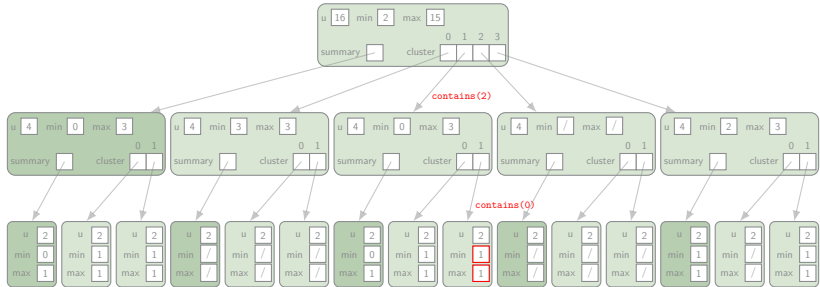 u 16 min 2 max 15
0 1 2 3
summary cluster
contains(2)
u 4 min 0 max 3 u 4 min 3 max 3 u 4 min 0 max 3 u 4 min / max / u 4 min 2 max 3
0 1 0 1 0 1 0 1 0 1
summary cluster summary cluster summary cluster summary cluster summary cluster
contains(0)
u 2 u 2 u 2 u 2 u 2 u 2 u 2 u 2 u 2 u 2 u 2 u 2 u 2 u 2 u 2
min 0 min 1 min 1 min / min / min / min 0 min 1 min 1 min / min / min / min 1 min / min 0
max 1 max 1 max 1 max / max / max / max 1 max 1 max 1 max / max / max / max 1 max / max 1